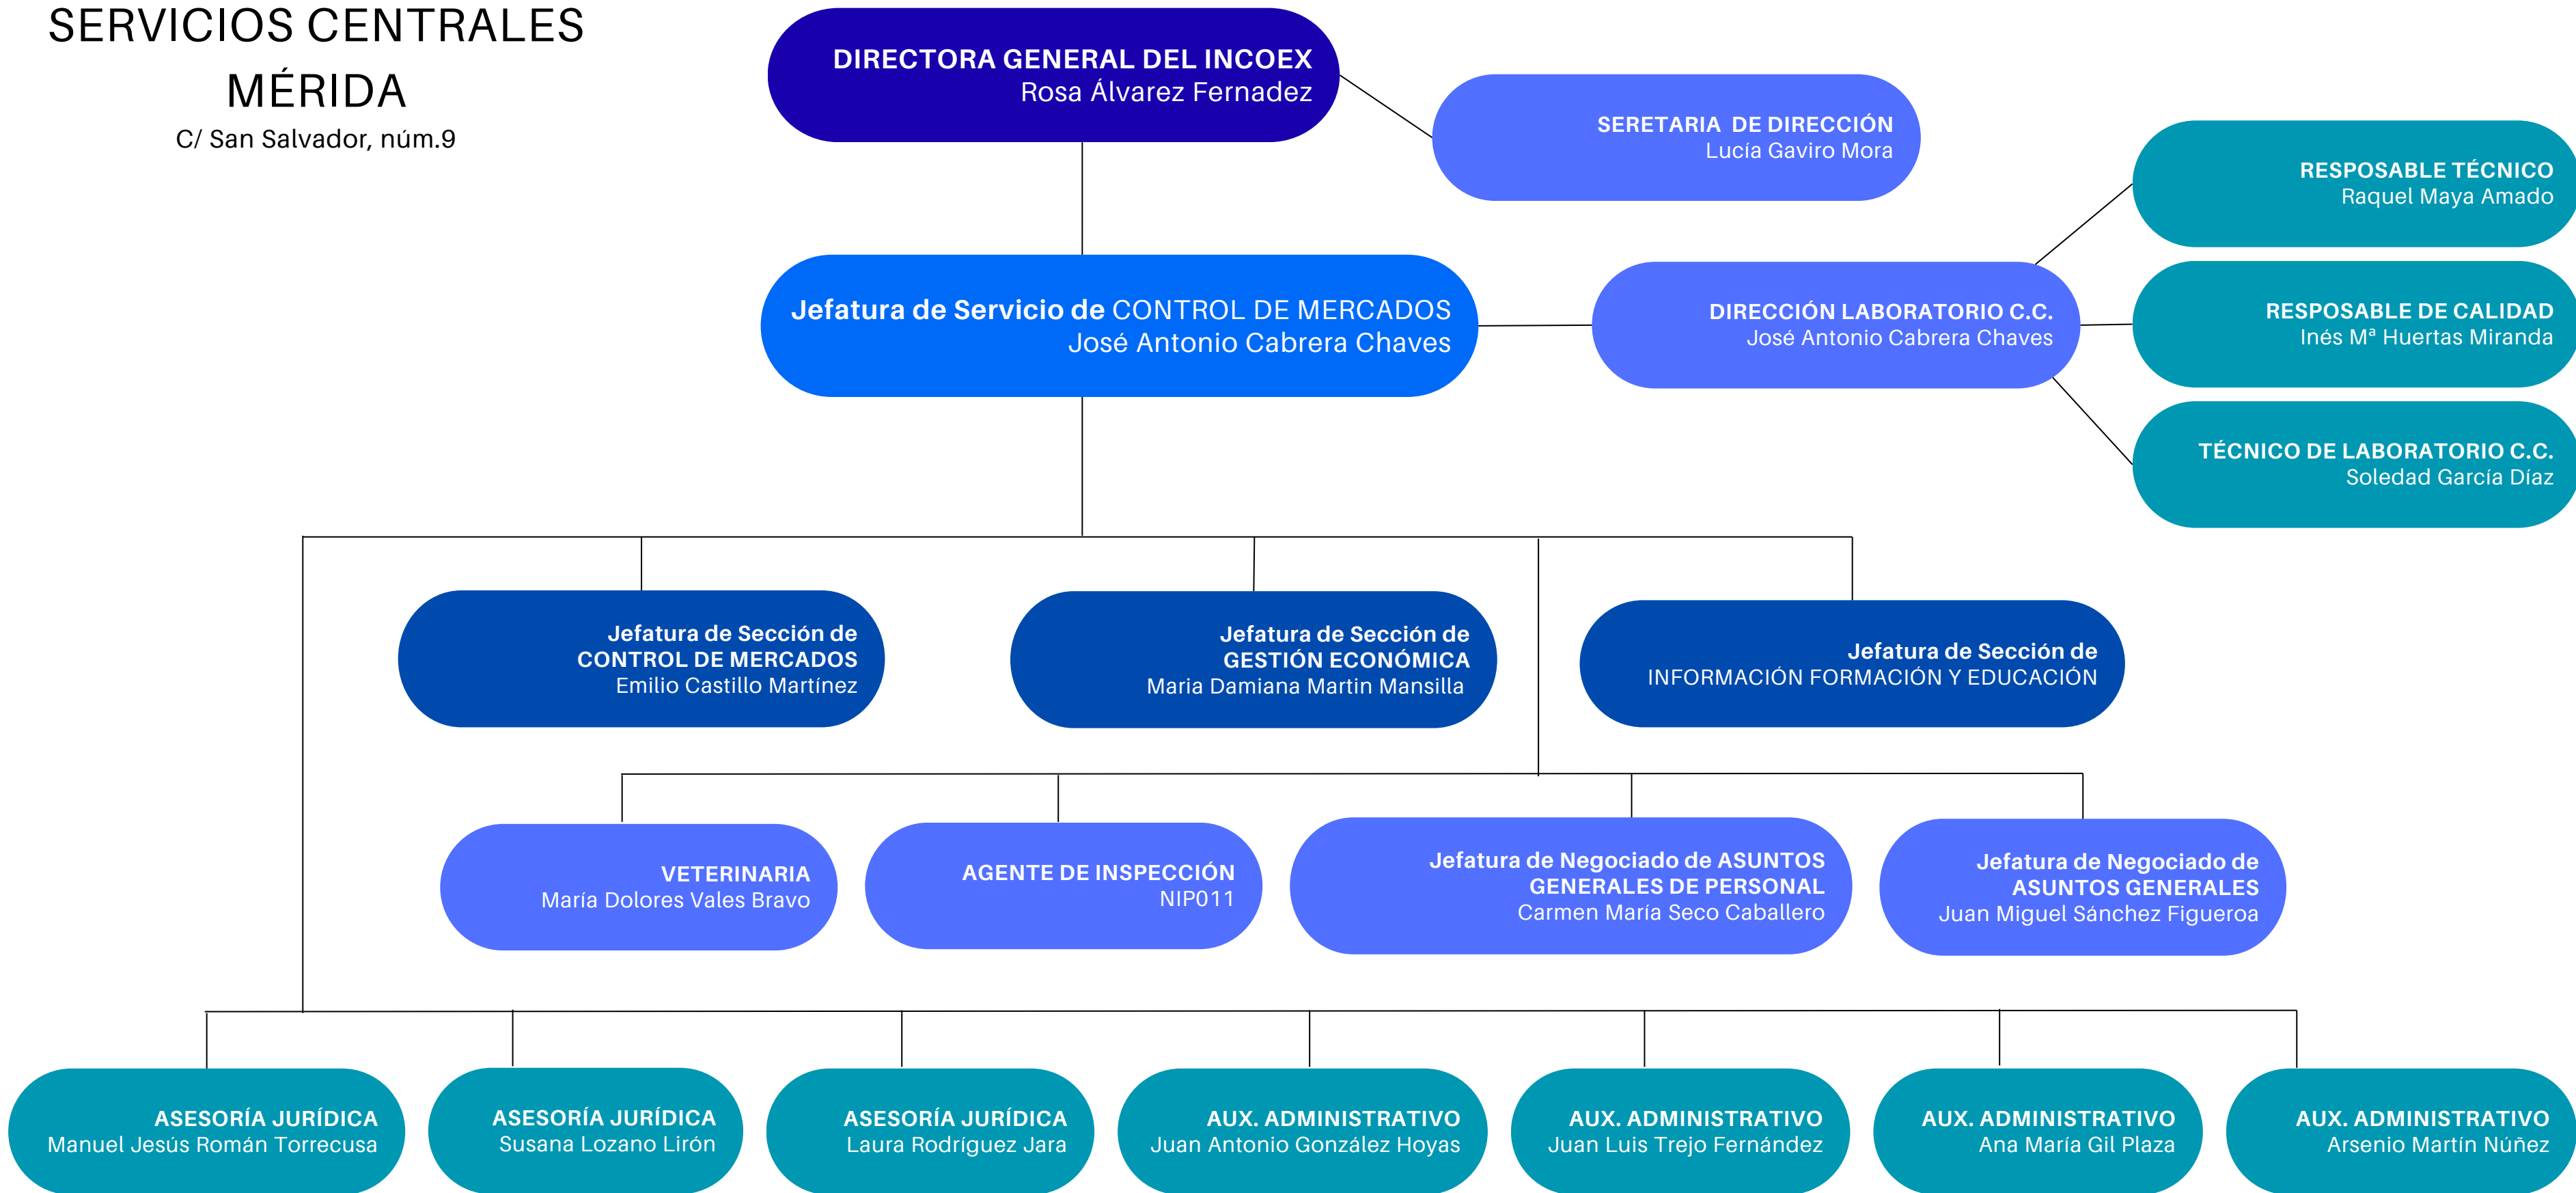 SERVICIOS CENTRALES
MÉRIDA
C/ San Salvador, núm.9
DIRECTORA GENERAL DEL INCOEX
Rosa Álvarez Fernadez
SERETARIA DE DIRECCIÓN
Lucía Gaviro Mora
RESPOSABLE TÉCNICO
Raquel Maya Amado
Jefatura de Servicio de CONTROL DE MERCADOS
José Antonio Cabrera Chaves
DIRECCIÓN LABORATORIO C.C.
José Antonio Cabrera Chaves
RESPOSABLE DE CALIDAD
Inés Mª Huertas Miranda
TÉCNICO DE LABORATORIO C.C.
Soledad García Díaz
Jefatura de Sección de
CONTROL DE MERCADOS
Emilio Castillo Martínez
Jefatura de Sección de
GESTIÓN ECONÓMICA
Maria Damiana Martin Mansilla
Jefatura de Sección de
INFORMACIÓN FORMACIÓN Y EDUCACIÓN
VETERINARIA
María Dolores Vales Bravo
AGENTE DE INSPECCIÓN
NIP011
Jefatura de Negociado de ASUNTOS
GENERALES DE PERSONAL
Carmen María Seco Caballero
Jefatura de Negociado de
ASUNTOS GENERALES
Juan Miguel Sánchez Figueroa
ASESORÍA JURÍDICA
Manuel Jesús Román Torrecusa
ASESORÍA JURÍDICA
Susana Lozano Lirón
ASESORÍA JURÍDICA
Laura Rodríguez Jara
AUX. ADMINISTRATIVO
Juan Antonio González Hoyas
AUX. ADMINISTRATIVO
Juan Luis Trejo Fernández
AUX. ADMINISTRATIVO
Ana María Gil Plaza
AUX. ADMINISTRATIVO
Arsenio Martín Núñez